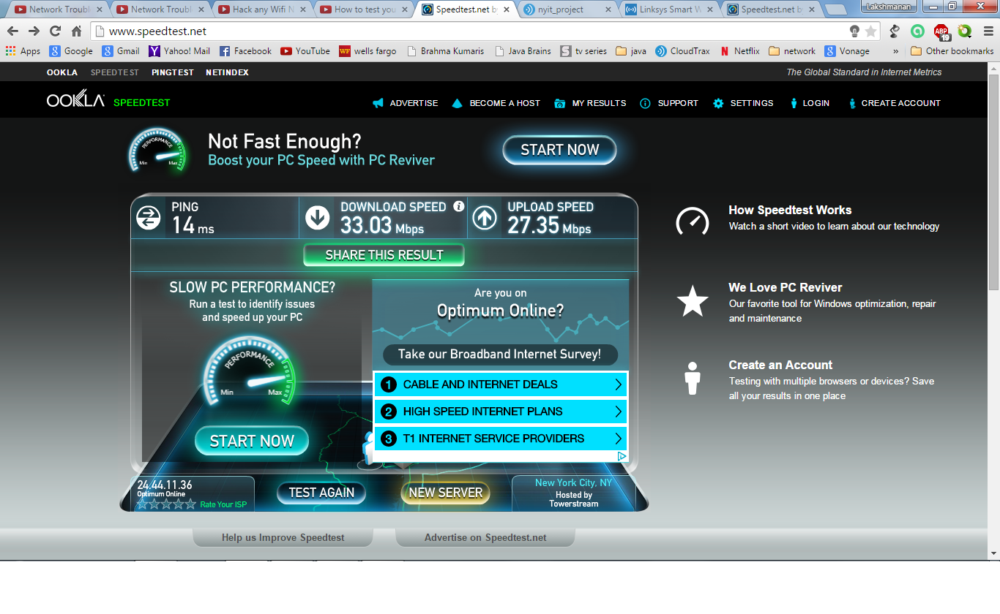 Network Troubl
Network Troubl
Hack any Wifi N
How to test you
Speedtest.net by
nyit_project
Linksys Smart W
Speedtest.net by
Lakshmanan
www.speedtest.net
ABP
19
Apps
Google
Gmail
Yahoo! Mail
Facebook
YouTube
WF
wells fargo
Brahma Kumaris
Java Brains
tv series
java
CloudTrax
Netflix
network
Vonage
»
Other bookmarks
OOKLA SPEEDTEST PINGTEST NETINDEX
The Global Standard in Internet Metrics
OOKLA SPEEDTEST
ADVERTISE
BECOME A HOST
MY RESULTS
SUPPORT
SETTINGS
LOGIN
CREATE ACCOUNT
PERFORMANCE
Min Max
Not Fast Enough?
Boost your PC Speed with PC Reviver
START NOW
PING
14 ms
DOWNLOAD SPEED
33.03 Mbps
UPLOAD SPEED
27.35 Mbps
SHARE THIS RESULT
SLOW PC PERFORMANCE?
Run a test to identify issues
and speed up your PC
PERFORMANCE
Min Max
START NOW
Are you on
Optimum Online?
Take our Broadband Internet Survey!
1 CABLE AND INTERNET DEALS
2 HIGH SPEED INTERNET PLANS
3 T1 INTERNET SERVICE PROVIDERS
24.44.11.36
Optimum Online
Rate Your ISP
TEST AGAIN
NEW SERVER
New York City, NY
Hosted by
Towerstream
How Speedtest Works
Watch a short video to learn about our technology
We Love PC Reviver
Our favorite tool for Windows optimization, repair
and maintenance
Create an Account
Testing with multiple browsers or devices? Save
all your results in one place
Help us Improve Speedtest
Advertise on Speedtest.net